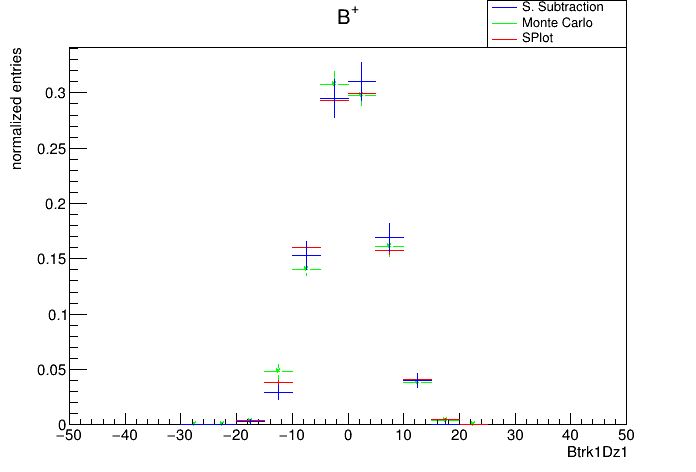 B+
S. Subtraction
Monte Carlo
SPlot
normalized entries
0.3
0.25
0.2
0.15
0.1
0.05
0
−50 −40 −30 −20 −10 0 10 20 30 40 50
Btrk1Dz1